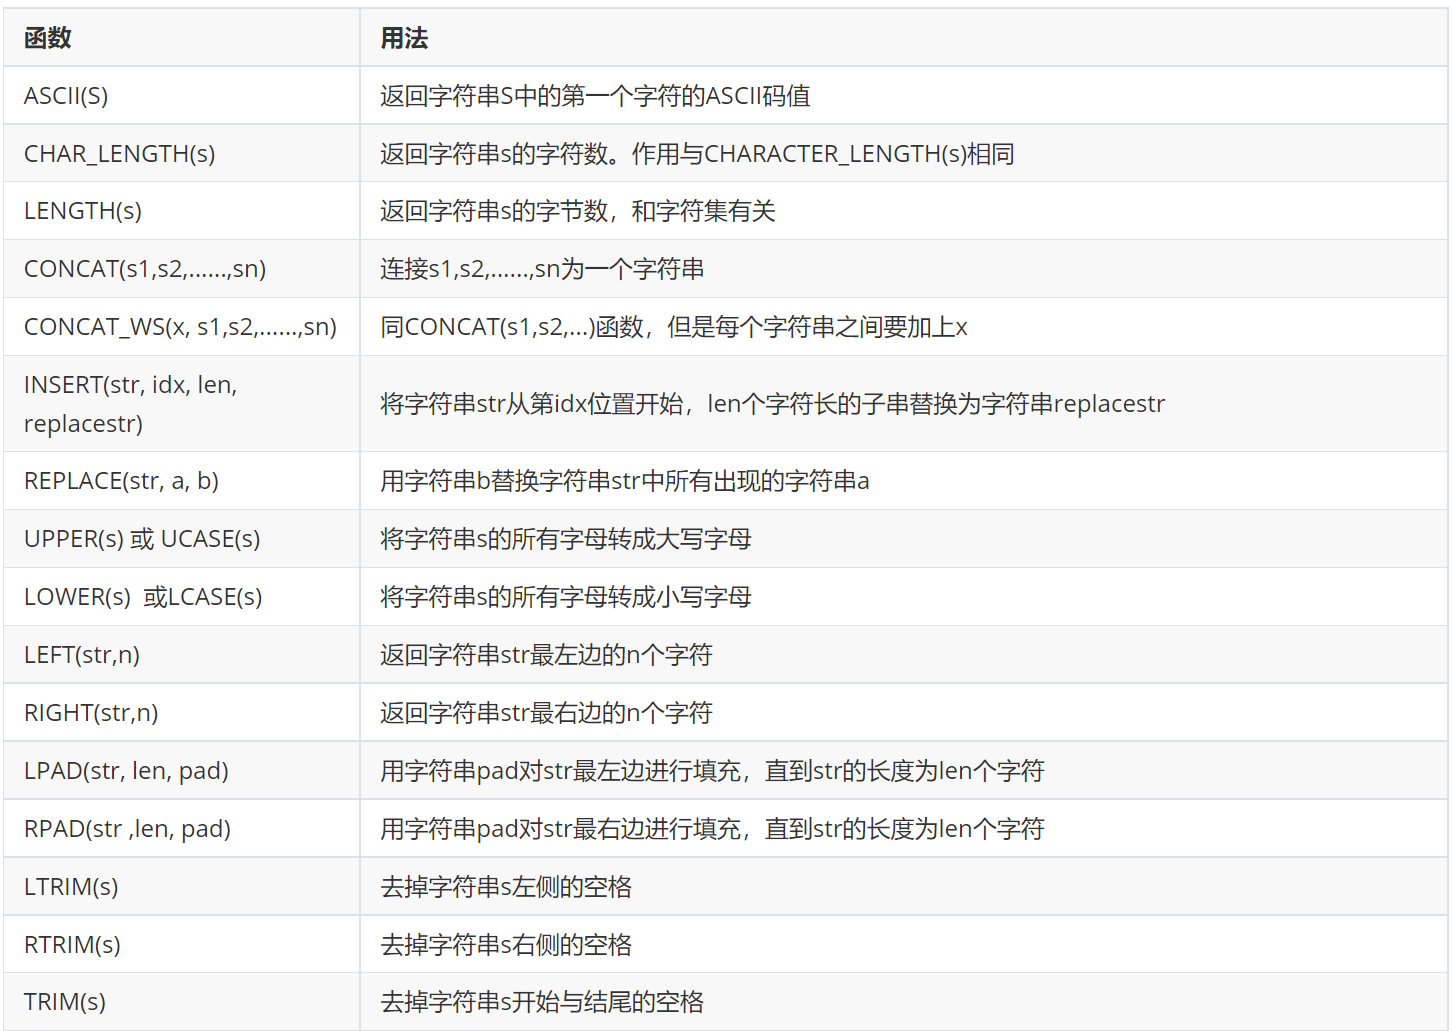 函数 用法
ASCII(S) 返回字符串S中的第一个字符的ASCII码值
CHAR_LENGTH(s) 返回字符串s的字符数。作用与CHARACTER_LENGTH(s)相同
LENGTH(s) 返回字符串s的字节数，和字符集有关
CONCAT(s1,s2,......,sn) 连接s1,s2,......,sn为一个字符串
CONCAT_WS(x, s1,s2,......,sn) 同CONCAT(s1,s2,...)函数，但是每个字符串之间要加上x
INSERT(str, idx, len,
replacestr)
将字符串str从第idx位置开始，len个字符长的子串替换为字符串replacestr
REPLACE(str, a, b) 用字符串b替换字符串str中所有出现的字符串a
UPPER(s) 或 UCASE(s) 将字符串s的所有字母转成大写字母
LOWER(s)  或LCASE(s) 将字符串s的所有字母转成小写字母
LEFT(str,n) 返回字符串str最左边的n个字符
RIGHT(str,n) 返回字符串str最右边的n个字符
LPAD(str, len, pad) 用字符串pad对str最左边进行填充，直到str的长度为len个字符
RPAD(str ,len, pad) 用字符串pad对str最右边进行填充，直到str的长度为len个字符
LTRIM(s) 去掉字符串s左侧的空格
RTRIM(s) 去掉字符串s右侧的空格
TRIM(s) 去掉字符串s开始与结尾的空格